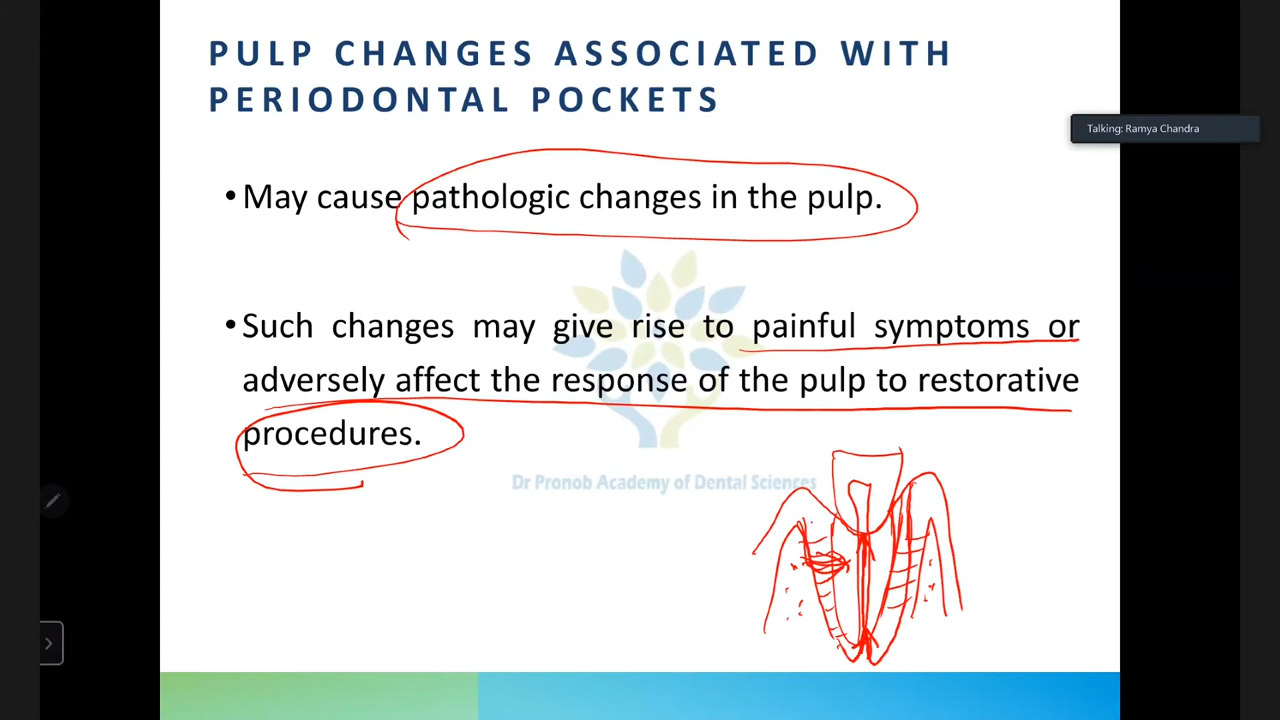 PULP CHANGES ASSOCIATED WITH
PERIODONTAL POCKETS
Talking: Ramya Chandra
•May cause pathologic changes in the pulp.
•Such changes may give rise to painful symptoms or
adversely affect the response of the pulp to restorative
procedures.
Dr Pronob Academy of Dental Sciences